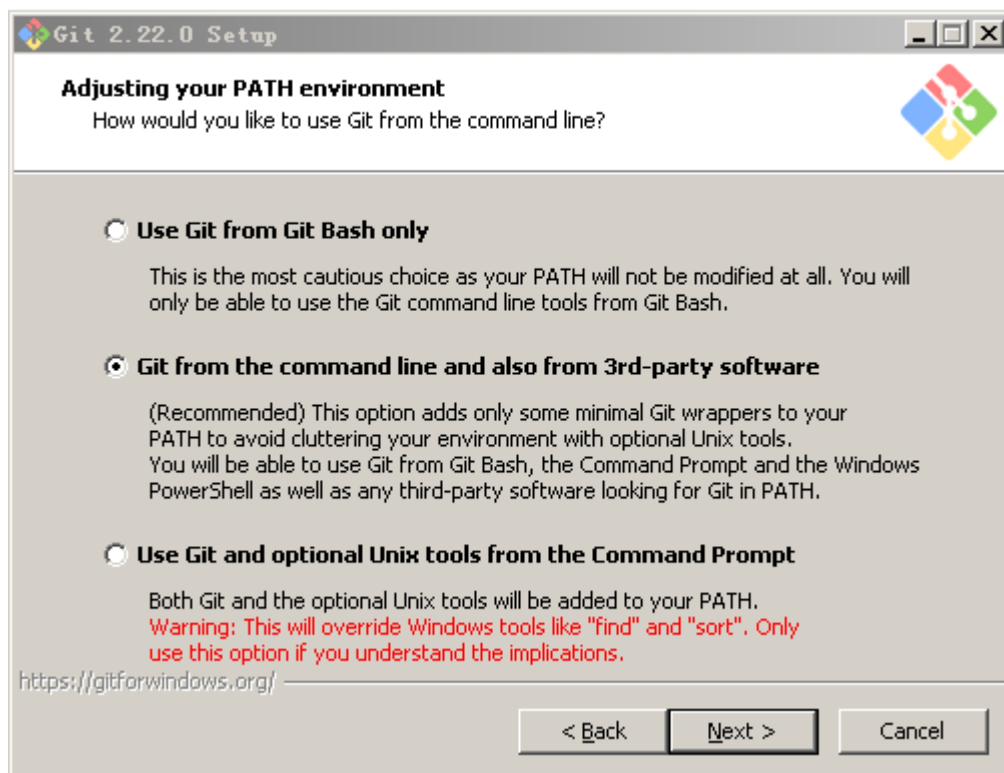 Git 2.22.0 Setup
Adjusting your PATH environment
How would you like to use Git from the command line?
Use Git from Git Bash only
This is the most cautious choice as your PATH will not be modified at all. You will
only be able to use the Git command line tools from Git Bash.
Git from the command line and also from 3rd-party software
(Recommended) This option adds only some minimal Git wrappers to your
PATH to avoid cluttering your environment with optional Unix tools.
You will be able to use Git from Git Bash, the Command Prompt and the Windows
PowerShell as well as any third-party software looking for Git in PATH.
Use Git and optional Unix tools from the Command Prompt
Both Git and the optional Unix tools will be added to your PATH.
Warning: This will override Windows tools like "find" and "sort". Only
use this option if you understand the implications.
https://gitforwindows.org/
< Back
Next >
Cancel